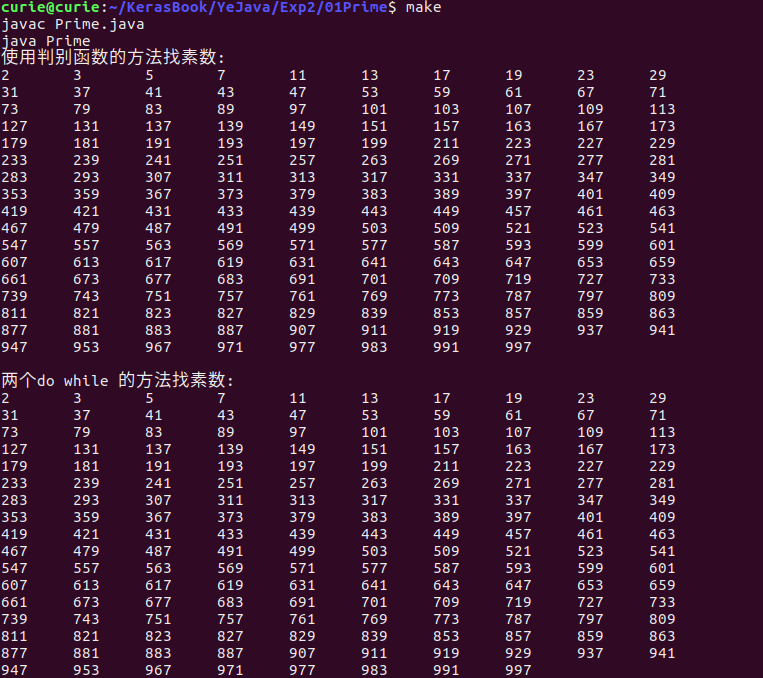 curie@curie:~/KerasBook/YeJava/Exp2/01Prime$ make
javac Prime.java
java Prime
使用判别函数的方法找素数:
2 3 5 7 11 13 17 19 23 29
31 37 41 43 47 53 59 61 67 71
73 79 83 89 97 101 103 107 109 113
127 131 137 139 149 151 157 163 167 173
179 181 191 193 197 199 211 223 227 229
233 239 241 251 257 263 269 271 277 281
283 293 307 311 313 317 331 337 347 349
353 359 367 373 379 383 389 397 401 409
419 421 431 433 439 443 449 457 461 463
467 479 487 491 499 503 509 521 523 541
547 557 563 569 571 577 587 593 599 601
607 613 617 619 631 641 643 647 653 659
661 673 677 683 691 701 709 719 727 733
739 743 751 757 761 769 773 787 797 809
811 821 823 827 829 839 853 857 859 863
877 881 883 887 907 911 919 929 937 941
947 953 967 971 977 983 991 997
两个do while 的方法找素数:
2 3 5 7 11 13 17 19 23 29
31 37 41 43 47 53 59 61 67 71
73 79 83 89 97 101 103 107 109 113
127 131 137 139 149 151 157 163 167 173
179 181 191 193 197 199 211 223 227 229
233 239 241 251 257 263 269 271 277 281
283 293 307 311 313 317 331 337 347 349
353 359 367 373 379 383 389 397 401 409
419 421 431 433 439 443 449 457 461 463
467 479 487 491 499 503 509 521 523 541
547 557 563 569 571 577 587 593 599 601
607 613 617 619 631 641 643 647 653 659
661 673 677 683 691 701 709 719 727 733
739 743 751 757 761 769 773 787 797 809
811 821 823 827 829 839 853 857 859 863
877 881 883 887 907 911 919 929 937 941
947 953 967 971 977 983 991 997